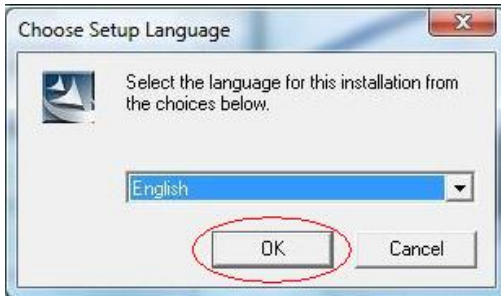 Choose Setup Language
Select the language for this installation from
the choices below.
English
OK
Cancel